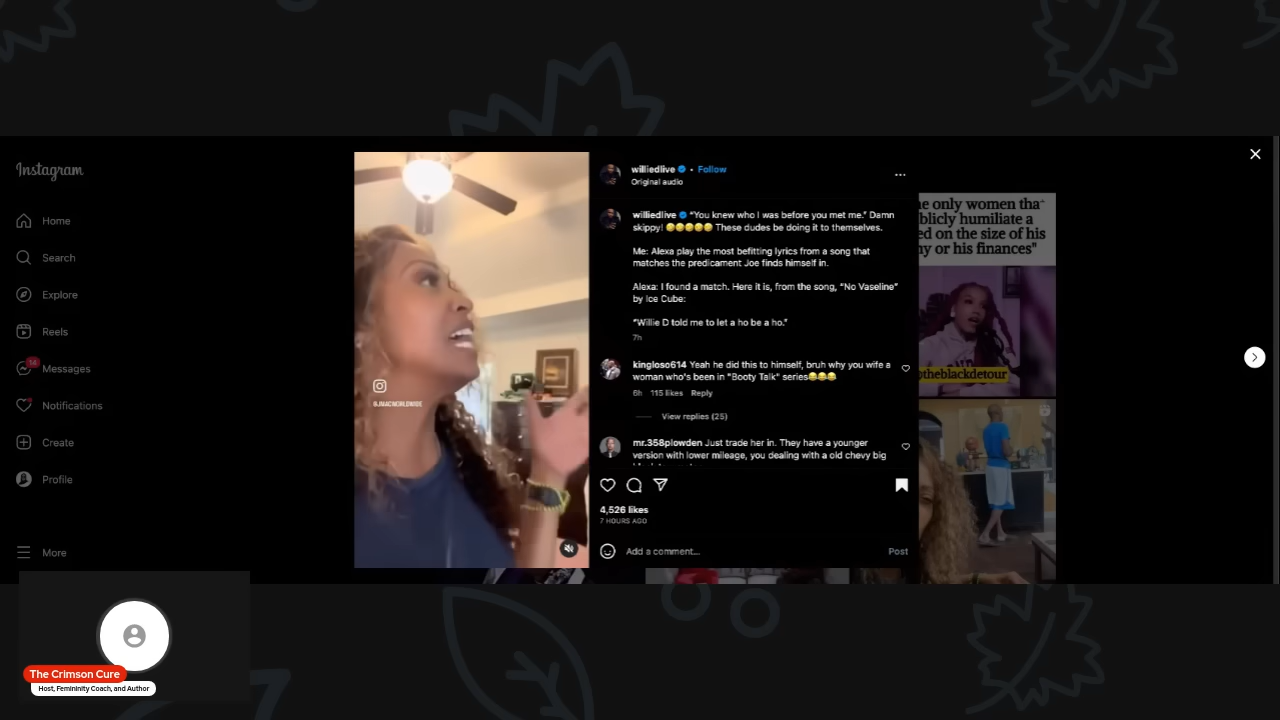 Instagram
Home
Search
Explore
Reels
14
Messages
Notifications
Create
Profile
More
williedlive • Follow
Original audio
williedlive "You knew who I was before you met me." Damn
skippy! 🤣🤣🤣🤣🤣 These dudes be doing it to themselves.
Me: Alexa play the most befitting lyrics from a song that
matches the predicament Joe finds himself in.
Alexa: I found a match. Here it is, from the song, "No Vaseline"
by Ice Cube:
"Willie D told me to let a ho be a ho."
7h
kingloso614 Yeah he did this to himself, bruh why you wife a
woman who's been in "Booty Talk" series😂😂😂
6h 115 likes Reply
View replies (25)
mr.358plowden Just trade her in. They have a younger
version with lower mileage, you dealing with a old chevy big
4,526 likes
7 HOURS AGO
Add a comment...
Post
e only women tha
blicly humiliate a
ed on the size of his
y or his finances"
@theblackdetour
The Crimson Cure
Host, Femininity Coach, and Author